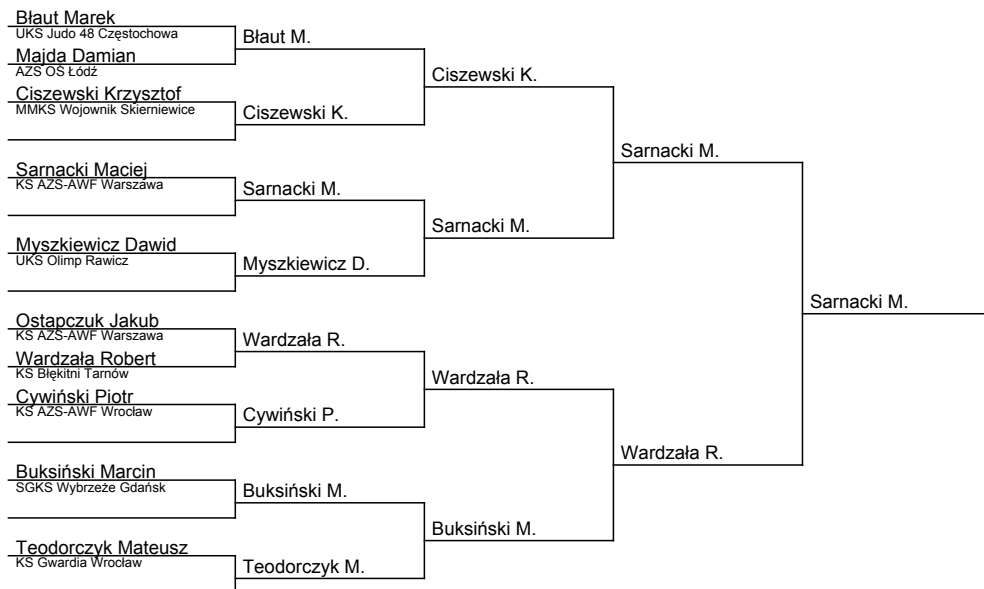 Błaut Marek
UKS Judo 48 Częstochowa
Błaut M.
Majda Damian
AZS OŚ Łódź
Ciszewski K.
Ciszewski Krzysztof
MMKS Wojownik Skierniewice
Ciszewski K.
Sarnacki M.
Sarnacki Maciej
KS AZS-AWF Warszawa
Sarnacki M.
Sarnacki M.
Myszkiewicz Dawid
UKS Olimp Rawicz
Myszkiewicz D.
Sarnacki M.
Ostapczuk Jakub
KS AZS-AWF Warszawa
Wardzała R.
Wardzała Robert
KS Błękitni Tarnów
Wardzała R.
Cywiński Piotr
KS AZS-AWF Wrocław
Cywiński P.
Wardzała R.
Buksiński Marcin
SGKS Wybrzeże Gdańsk
Buksiński M.
Buksiński M.
Teodorczyk Mateusz
KS Gwardia Wrocław
Teodorczyk M.